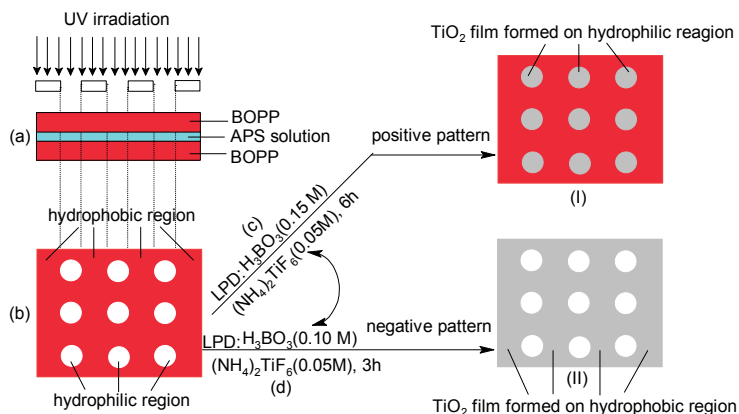 UV irradiation
(a)
BOPP
APS solution
BOPP
hydrophobic region
(b)
hydrophilic region
(c)
LPD: H₃BO₃(0.15 M)
(NH₄)₂TiF₆(0.05M), 6h
positive pattern
LPD: H₃BO₃(0.10 M)
(NH₄)₂TiF₆(0.05M), 3h
(d)
negative pattern
TiO₂ film formed on hydrophilic reagion
(I)
(II)
TiO₂ film formed on hydrophobic region